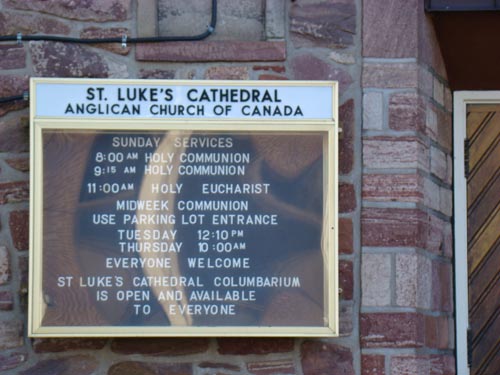 ST. LUKE'S CATHEDRAL
ANGLICAN CHURCH OF CANADA
SUNDAY SERVICES
8:00 AM HOLY COMMUNION
9:15 AM HOLY COMMUNION
11:00 AM HOLY EUCHARIST
MIDWEEK COMMUNION
USE PARKING LOT ENTRANCE
TUESDAY 12:10 PM
THURSDAY 10:00 AM
EVERYONE WELCOME
ST LUKE'S CATHEDRAL COLUMBARIUM
IS OPEN AND AVAILABLE
TO EVERYONE